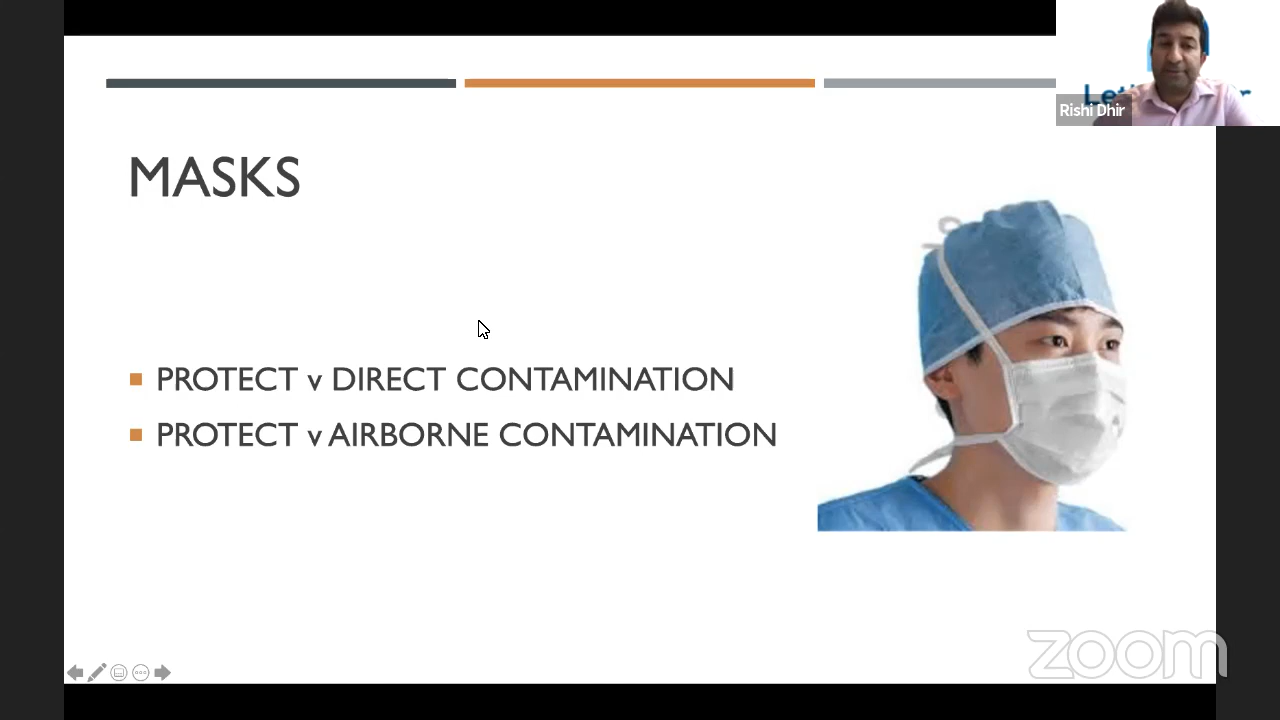 Rishi Dhir
MASKS
PROTECT v DIRECT CONTAMINATION
PROTECT v AIRBORNE CONTAMINATION
zoom